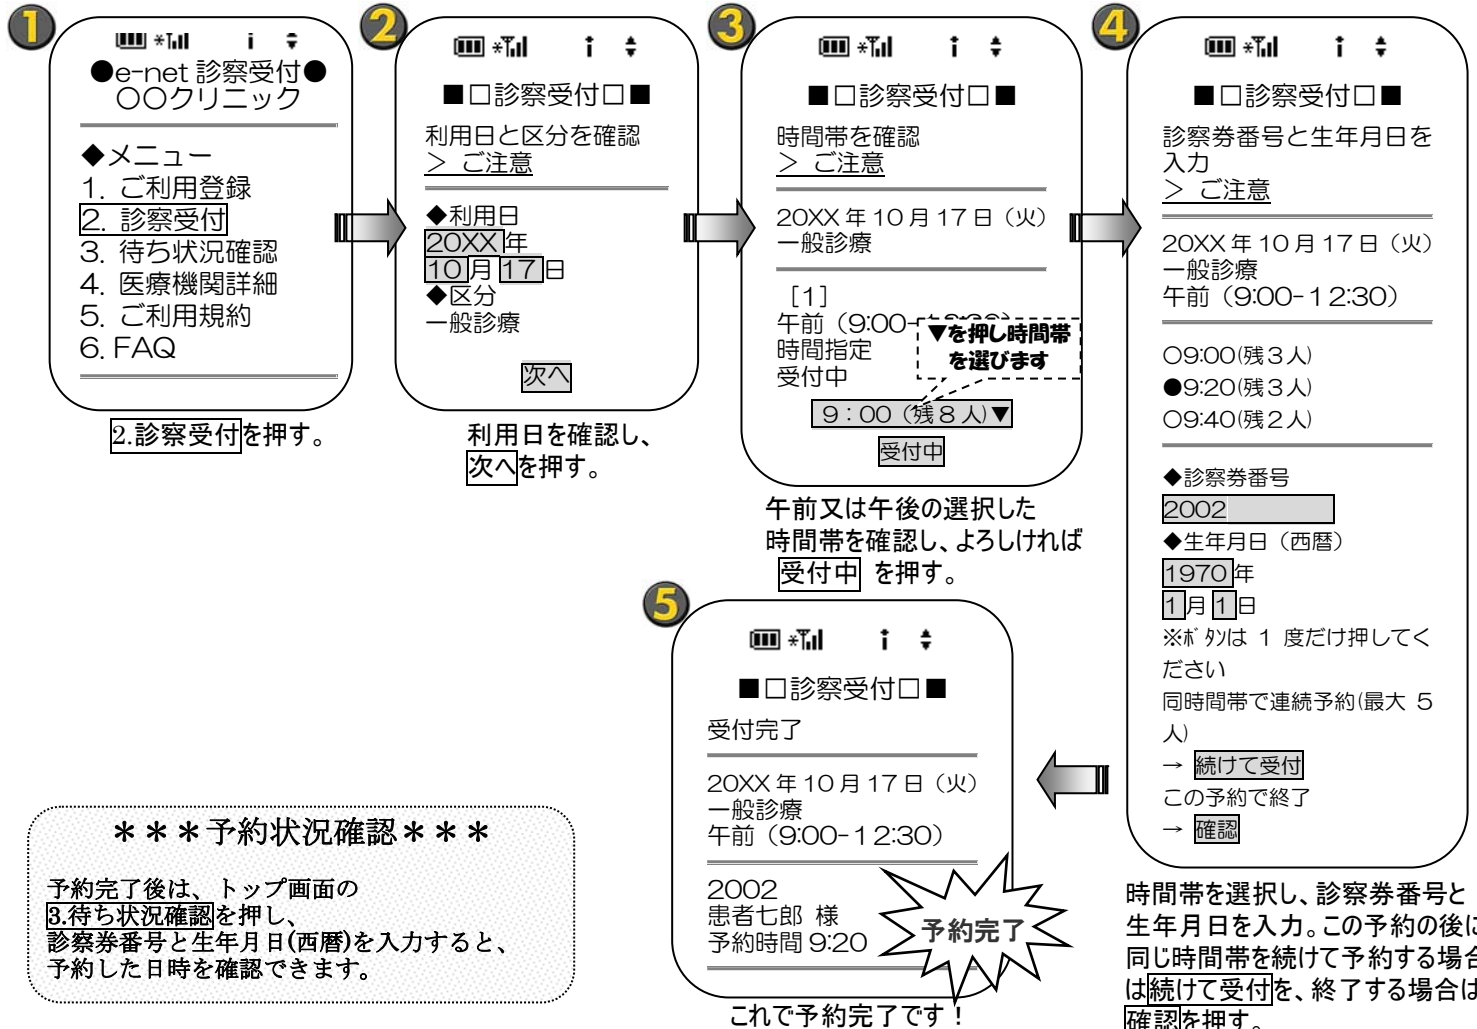 1
●e-net 診察受付●
○○クリニック
◆メニュー
1. ご利用登録
2. 診察受付
3. 待ち状況確認
4. 医療機関詳細
5. ご利用規約
6. FAQ
2.診察受付を押す。
2
■□診察受付□■
利用日と区分を確認
＞ ご注意
◆利用日
20XX年
10月17日
◆区分
一般診療
次へ
利用日を確認し、
次へを押す。
3
■□診察受付□■
時間帯を確認
＞ ご注意
20XX年10月17日（火）
一般診療
［1］
午前（9:00-
時間指定
受付中
▼を押し時間帯
を選びます
9：00（残8人)▼
受付中
午前又は午後の選択した
時間帯を確認し、よろしければ
受付中 を押す。
4
■□診察受付□■
診察券番号と生年月日を
入力
＞ ご注意
20XX年10月17日（火）
一般診療
午前（9:00-12:30）
○9:00(残3人)
●9:20(残3人)
○9:40(残2人)
◆診察券番号
2002
◆生年月日（西暦）
1970年
1月1日
※ﾎﾞﾀﾝは 1 度だけ押してく
ださい
同時間帯で連続予約(最大 5
人)
→ 続けて受付
この予約で終了
→ 確認
時間帯を選択し、診察券番号と
生年月日を入力。この予約の後に
同じ時間帯を続けて予約する場合
は続けて受付を、終了する場合は
確認を押す。
5
■□診察受付□■
受付完了
20XX年10月17日（火）
一般診療
午前（9:00-12:30）
2002
患者七郎 様
予約時間 9:20
予約完了
これで予約完了です！
＊＊＊予約状況確認＊＊＊
予約完了後は、トップ画面の
3.待ち状況確認を押し、
診察券番号と生年月日(西暦)を入力すると、
予約した日時を確認できます。